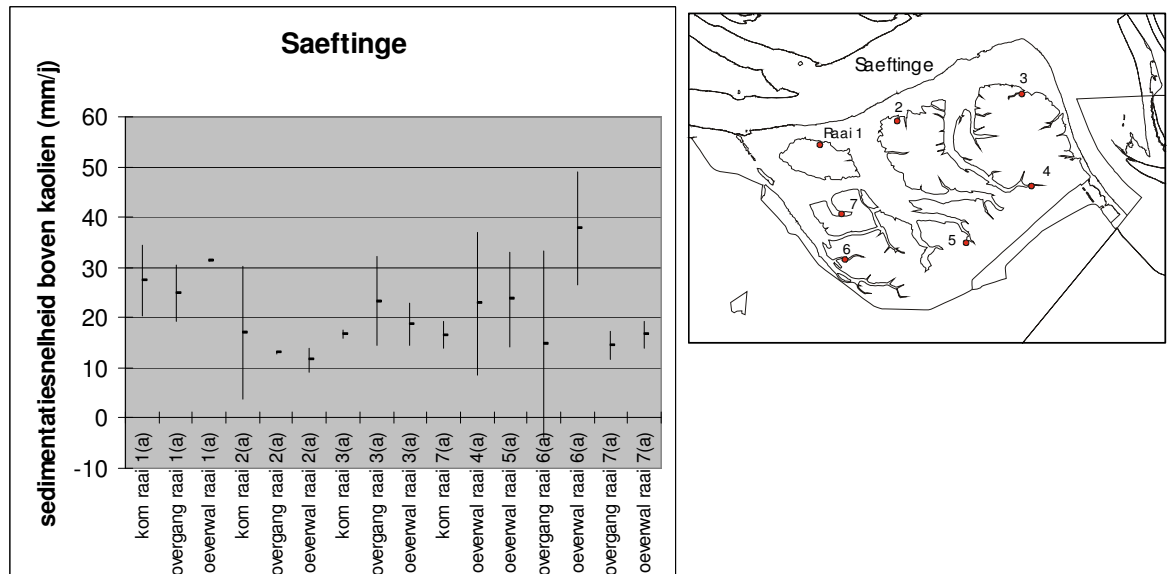 Saeftinge
sedimentatiesnelheid boven kaolien (mm/j)
60
50
40
30
20
10
0
-10
kom raai 1(a)
overgang raai 1(a)
oeverwal raai 1(a)
kom raai 2(a)
overgang raai 2(a)
oeverwal raai 2(a)
kom raai 3(a)
overgang raai 3(a)
oeverwal raai 3(a)
kom raai 7(a)
oeverwal raai 4(a)
oeverwal raai 5(a)
overgang raai 6(a)
oeverwal raai 6(a)
overgang raai 7(a)
oeverwal raai 7(a)
Saeftinge
3
2
Raai 1
4
7
5
6